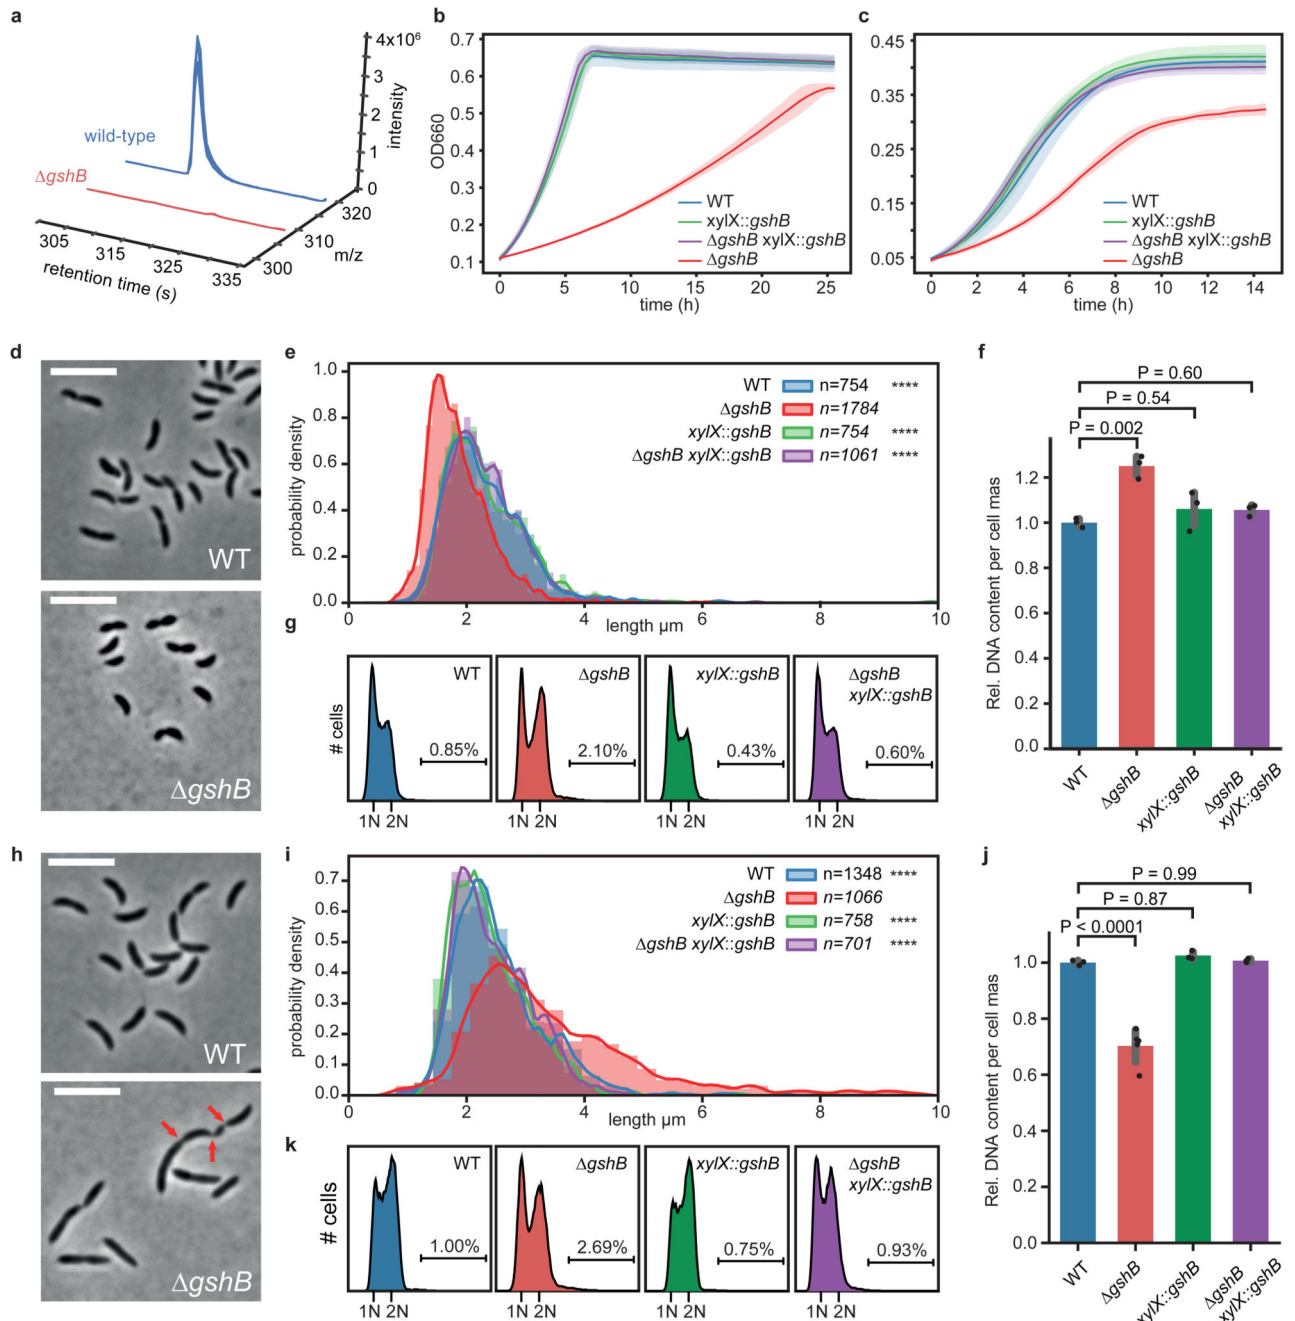 a
4x10⁶
3
2
1
0
intensity
wild-type
ΔgshB
305
315
325
335
retention time (s)
300
310
320
m/z
b
0.7
0.6
0.5
0.4
0.3
0.2
0.1
OD660
WT
xylX::gshB
ΔgshB xylX::gshB
ΔgshB
0 5 10 15 20 25
time (h)
c
0.45
0.35
0.25
0.15
0.05
WT
xylX::gshB
ΔgshB xylX::gshB
ΔgshB
0 2 4 6 8 10 12 14
time (h)
d
WT
ΔgshB
e
1.0
0.8
0.6
0.4
0.2
0.0
probability density
WT n=754 ****
ΔgshB n=1784
xylX::gshB n=754 ****
ΔgshB xylX::gshB n=1061 ****
0 2 4 6 8 10
length µm
f
P = 0.60
P = 0.54
P = 0.002
1.2
1.0
0.8
0.6
0.4
0.2
0.0
Rel. DNA content per cell mas
WT
ΔgshB
xylX::gshB
ΔgshB
xylX::gshB
g
# cells
WT
0.85%
1N 2N
ΔgshB
2.10%
1N 2N
xylX::gshB
0.43%
1N 2N
ΔgshB
xylX::gshB
0.60%
1N 2N
h
WT
ΔgshB
i
0.7
0.6
0.5
0.4
0.3
0.2
0.1
0.0
probability density
WT n=1348 ****
ΔgshB n=1066
xylX::gshB n=758 ****
ΔgshB xylX::gshB n=701 ****
0 2 4 6 8 10
length µm
j
P = 0.99
P = 0.87
P < 0.0001
1.0
0.8
0.6
0.4
0.2
0.0
Rel. DNA content per cell mas
WT
ΔgshB
xylX::gshB
ΔgshB
xylX::gshB
k
# cells
WT
1.00%
1N 2N
ΔgshB
2.69%
1N 2N
xylX::gshB
0.75%
1N 2N
ΔgshB
xylX::gshB
0.93%
1N 2N